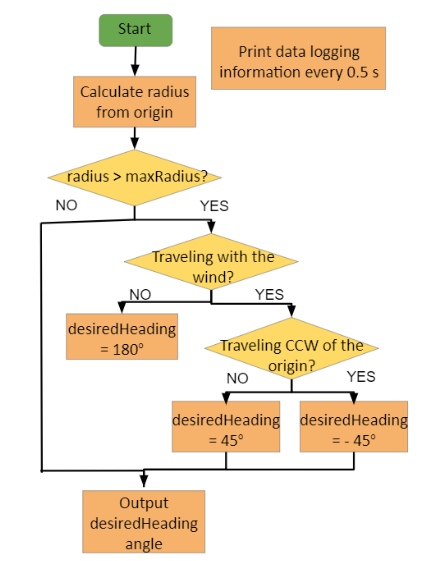 Start
Print data logging
information every 0.5 s
Calculate radius
from origin
radius > maxRadius?
NO
YES
Traveling with the
wind?
NO
YES
desiredHeading
= 180°
Traveling CCW of the
origin?
NO
YES
desiredHeading
= 45°
desiredHeading
= - 45°
Output
desiredHeading
angle